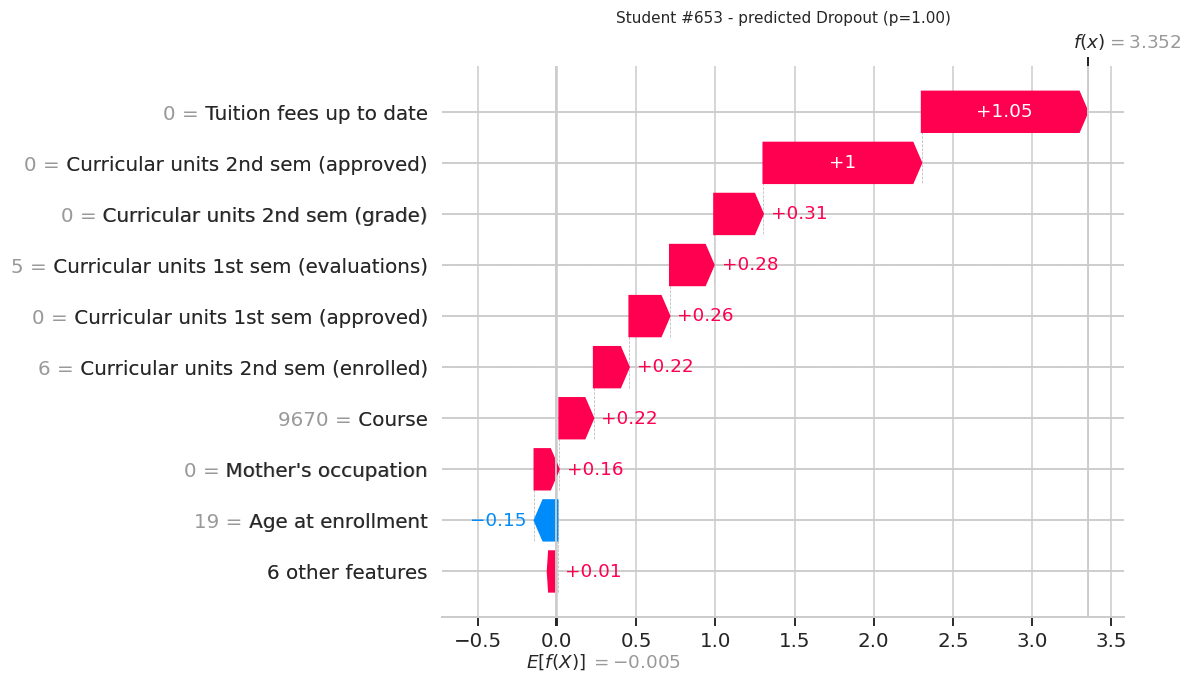 Student #653 - predicted Dropout (p=1.00)
f(x) = 3.352
0 = Tuition fees up to date +1.05
0 = Curricular units 2nd sem (approved) +1
0 = Curricular units 2nd sem (grade) +0.31
5 = Curricular units 1st sem (evaluations) +0.28
0 = Curricular units 1st sem (approved) +0.26
6 = Curricular units 2nd sem (enrolled) +0.22
9670 = Course +0.22
0 = Mother's occupation +0.16
19 = Age at enrollment −0.15
6 other features +0.01
−0.5 0.0 0.5 1.0 1.5 2.0 2.5 3.0 3.5
E[f(X)] = −0.005